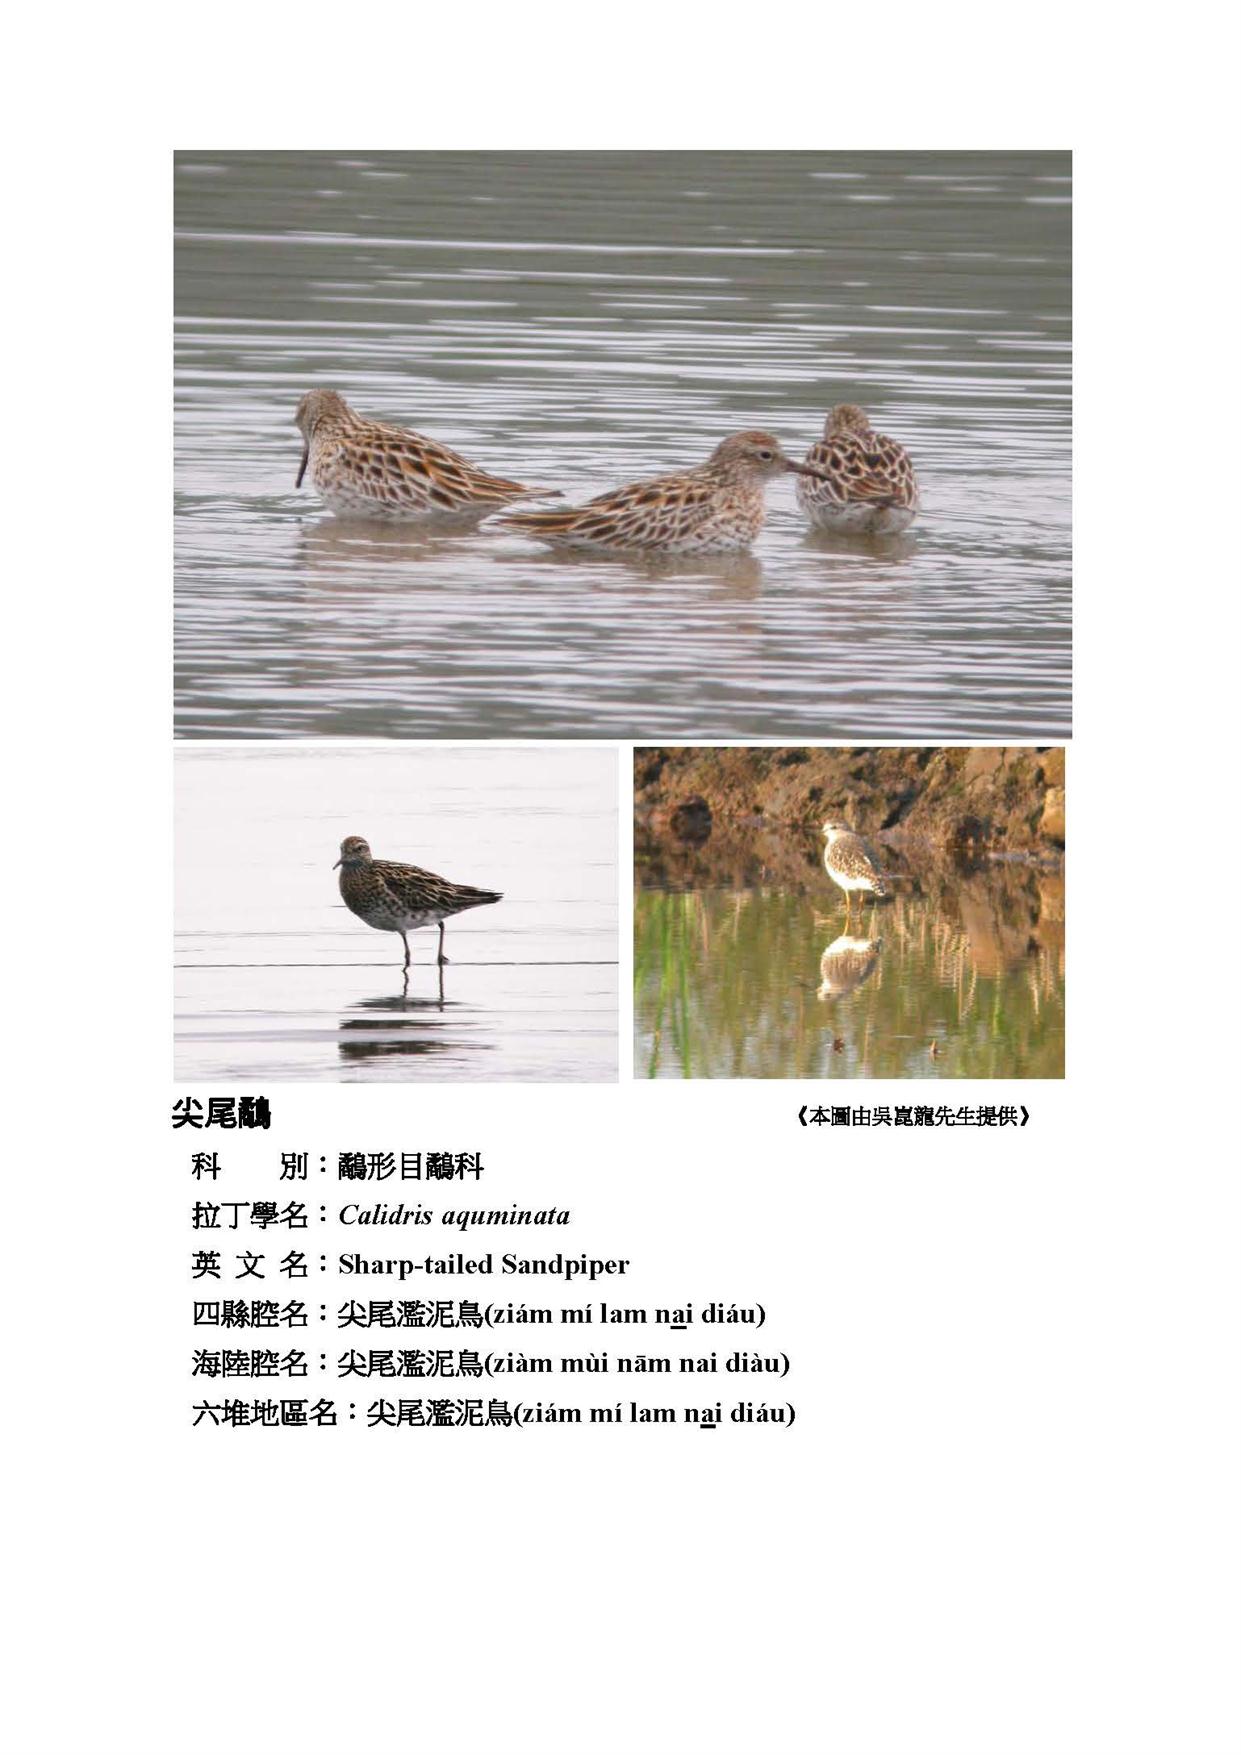 尖尾鷸 《本圖由吳崑龍先生提供》
科 別：鷸形目鷸科
拉丁學名：Calidris aquminata
英 文 名：Sharp-tailed Sandpiper
四縣腔名：尖尾濫泥鳥(ziám mí lam nai diáu)
海陸腔名：尖尾濫泥鳥(ziàm mùi nām nai diàu)
六堆地區名：尖尾濫泥鳥(ziám mí lam nai diáu)